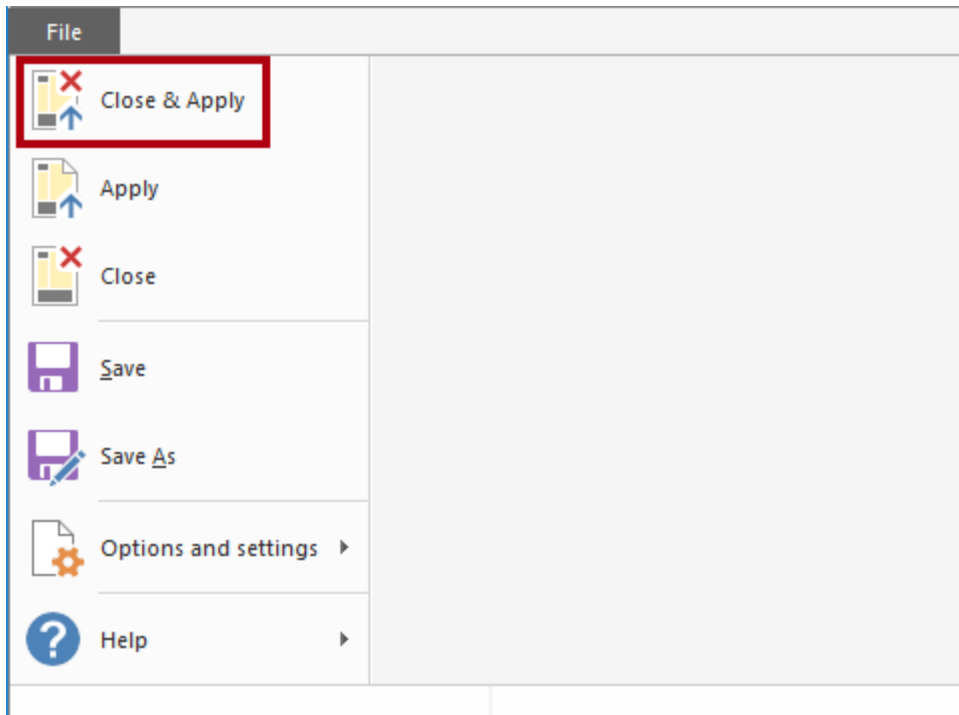 File
Close & Apply
Apply
Close
Save
Save As
Options and settings
Help